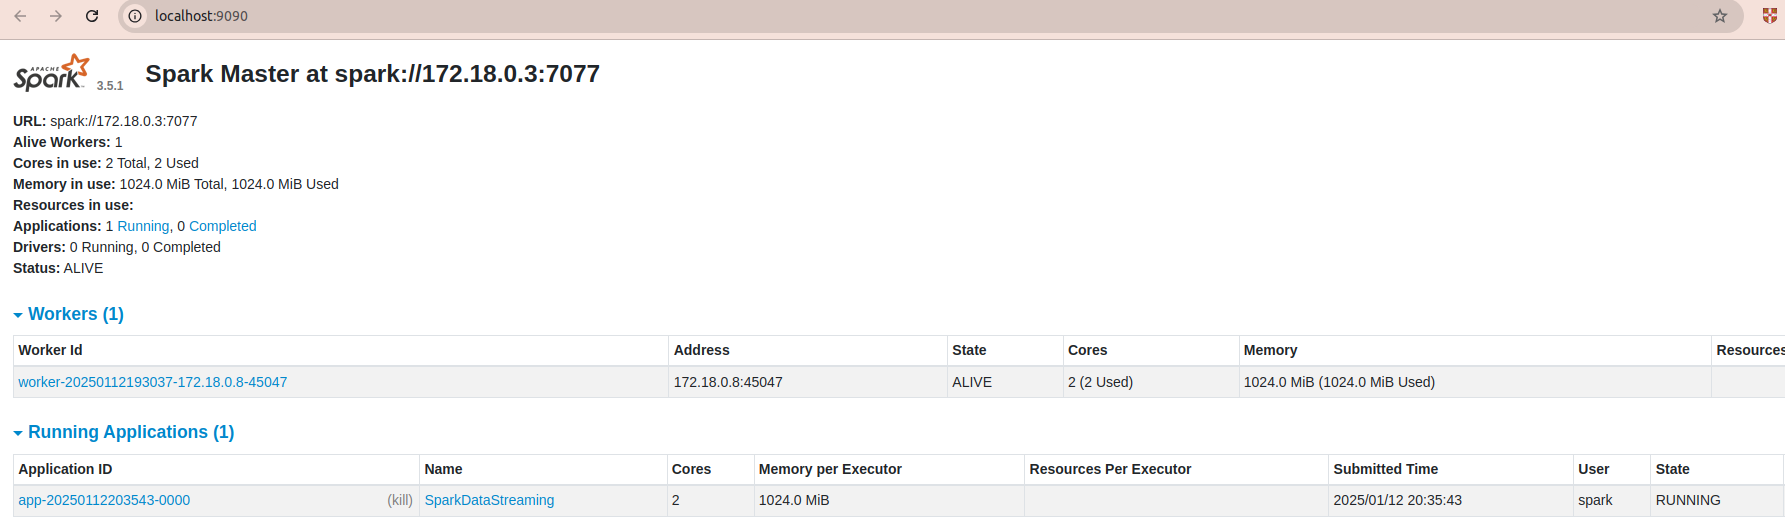 localhost:9090
APACHE
Spark 3.5.1 Spark Master at spark://172.18.0.3:7077
URL: spark://172.18.0.3:7077
Alive Workers: 1
Cores in use: 2 Total, 2 Used
Memory in use: 1024.0 MiB Total, 1024.0 MiB Used
Resources in use:
Applications: 1 Running, 0 Completed
Drivers: 0 Running, 0 Completed
Status: ALIVE
Workers (1)
Worker Id Address State Cores Memory Resources
worker-20250112193037-172.18.0.8-45047 172.18.0.8:45047 ALIVE 2 (2 Used) 1024.0 MiB (1024.0 MiB Used)
Running Applications (1)
Application ID Name Cores Memory per Executor Resources Per Executor Submitted Time User State
app-20250112203543-0000 (kill) SparkDataStreaming 2 1024.0 MiB 2025/01/12 20:35:43 spark RUNNING